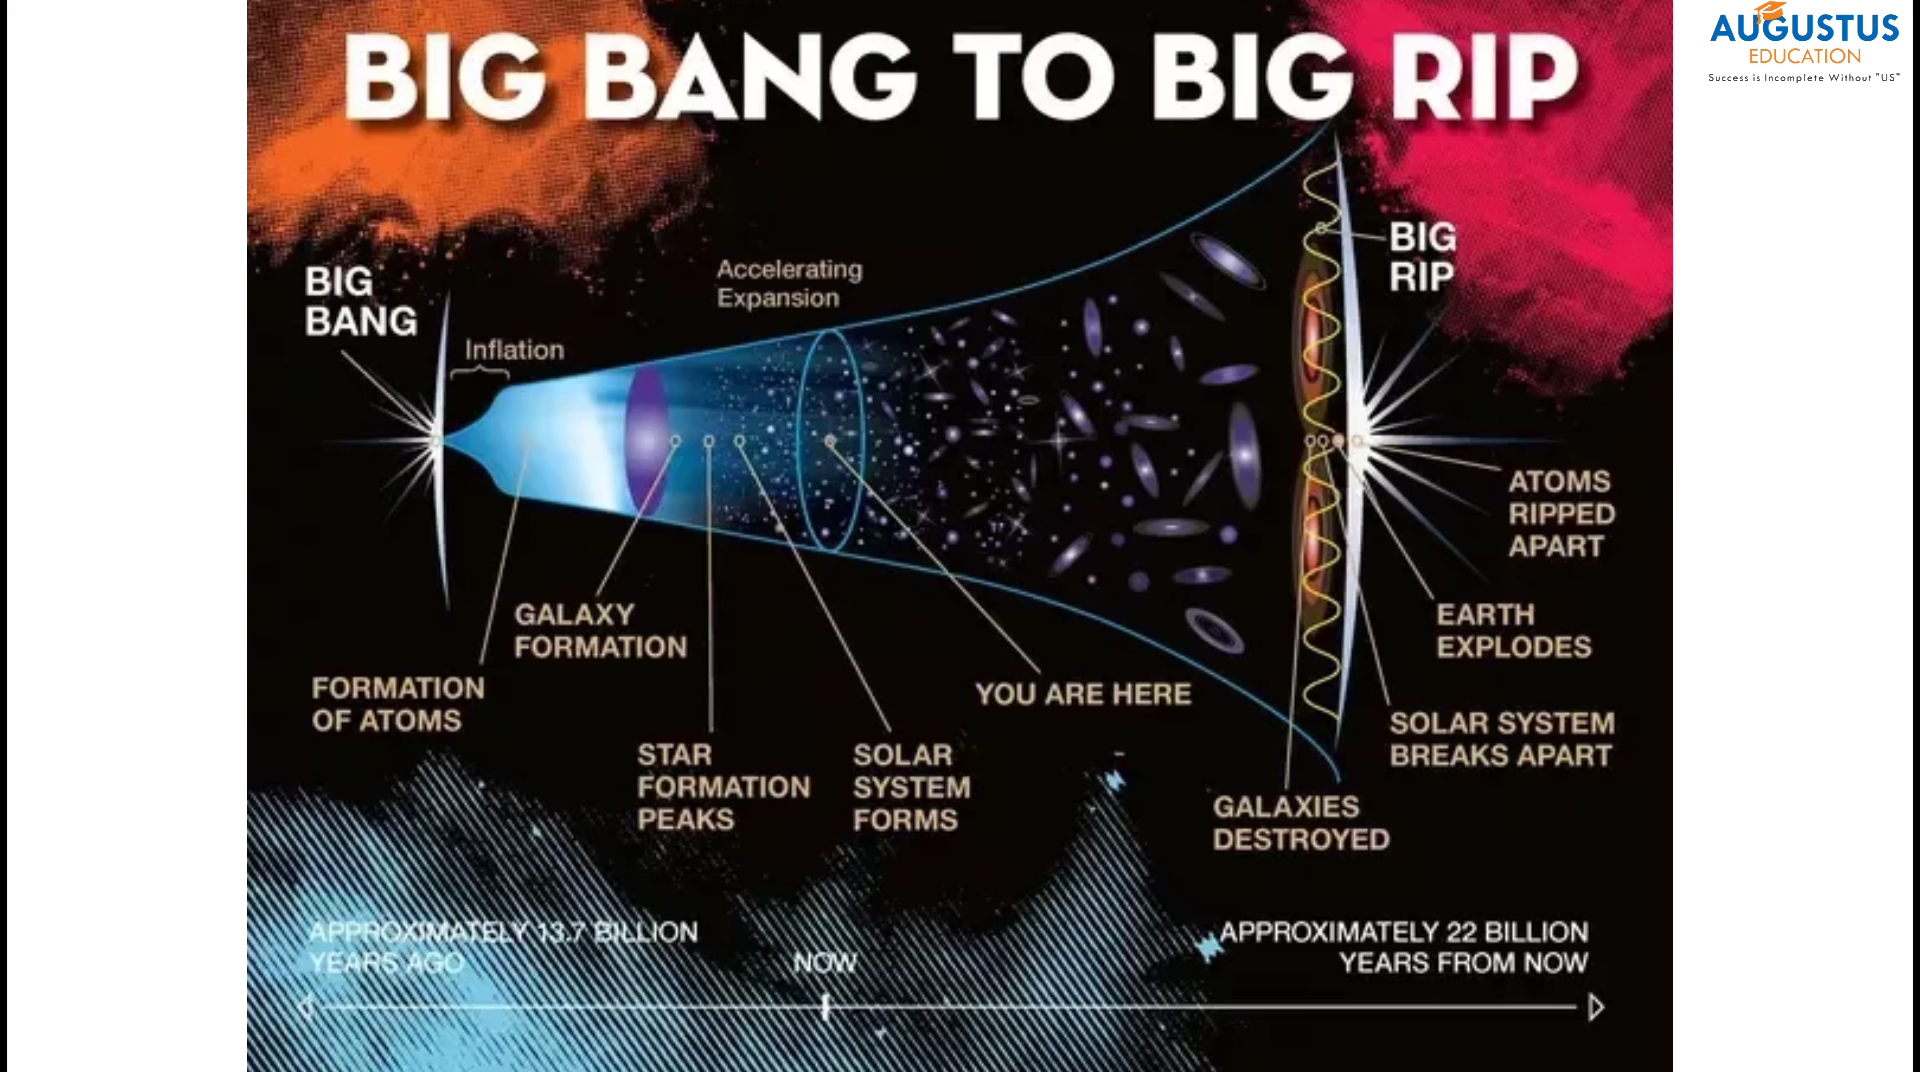 BIG BANG TO BIG RIP
AUGUSTUS
EDUCATION
Success is Incomplete Without "US"
BIG
BANG
Inflation
Accelerating
Expansion
BIG
RIP
ATOMS
RIPPED
APART
EARTH
EXPLODES
SOLAR SYSTEM
BREAKS APART
GALAXIES
DESTROYED
YOU ARE HERE
SOLAR
SYSTEM
FORMS
STAR
FORMATION
PEAKS
GALAXY
FORMATION
FORMATION
OF ATOMS
APPROXIMATELY 13.7 BILLION
YEARS AGO
NOW
APPROXIMATELY 22 BILLION
YEARS FROM NOW